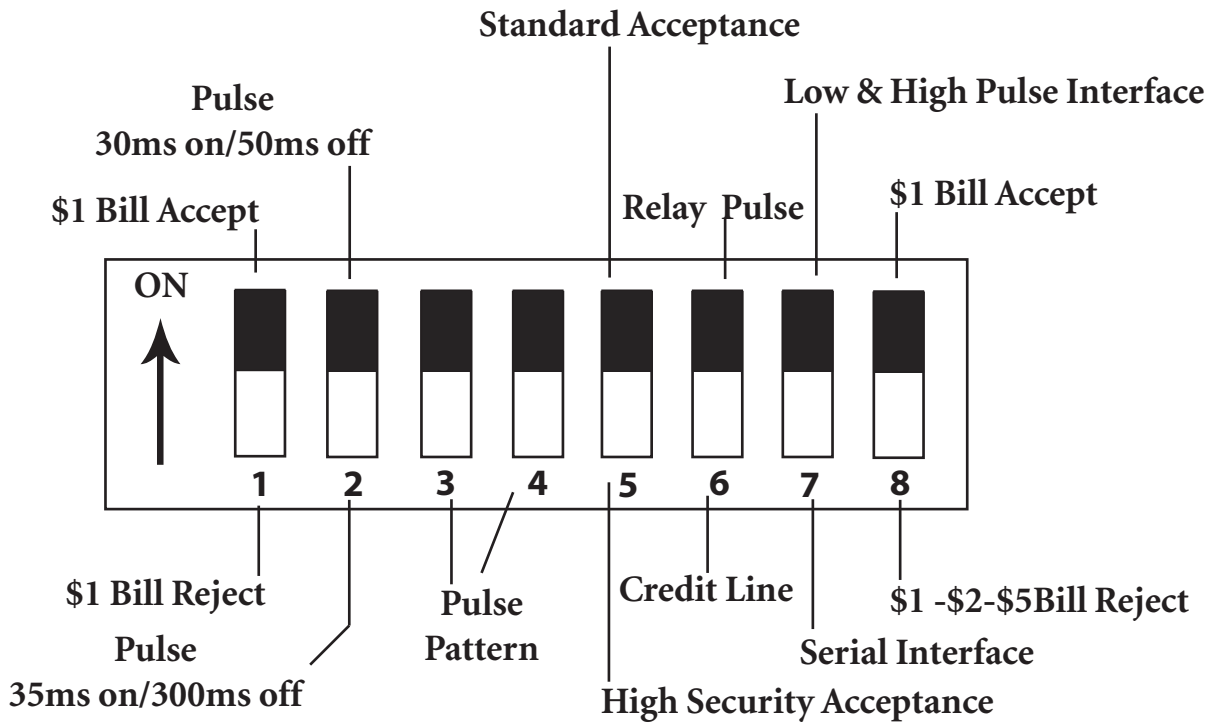 Standard Acceptance
Low & High Pulse Interface
Pulse
30ms on/50ms off
$1 Bill Accept
Relay Pulse
$1 Bill Accept
ON
1 2 3 4 5 6 7 8
$1 Bill Reject
Pulse
Pattern
Credit Line
$1 -$2-$5Bill Reject
Pulse
35ms on/300ms off
Serial Interface
High Security Acceptance